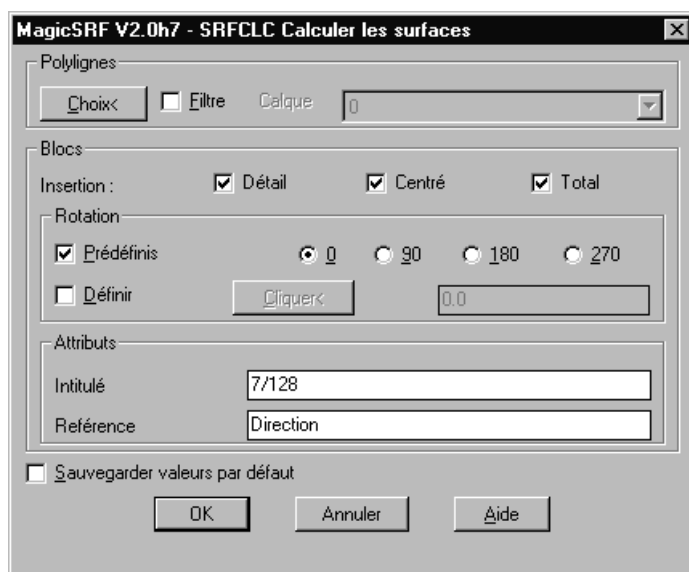 MagicSRF V2.0h7 - SRFCLC Calculer les surfaces
Polylignes
Choix< Filtre Calque 0
Blocs
Insertion : Détail Centré Total
Rotation
Prédéfinis 0 90 180 270
Définir Cliquer< 0.0
Attributs
Intitulé 7/128
Reférence Direction
Sauvegarder valeurs par défaut
OK Annuler Aide